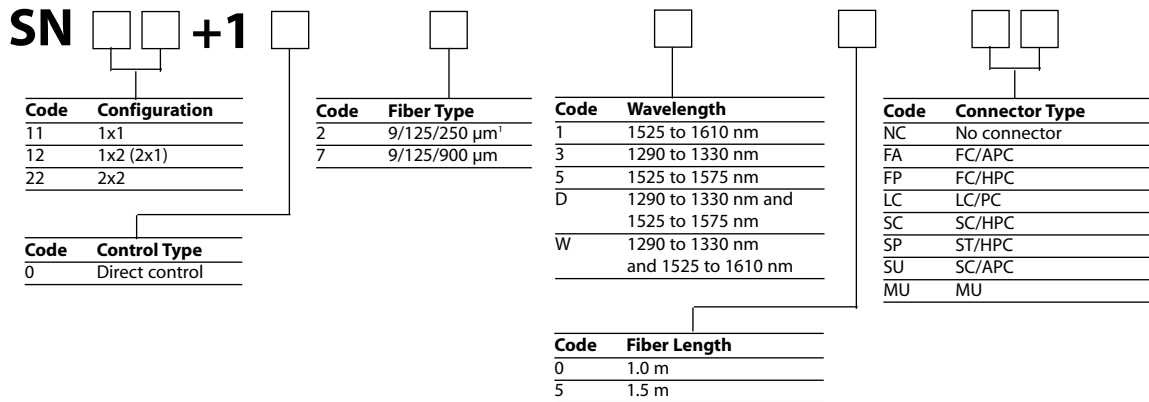 SN +1
Code Configuration
11 1x1
12 1x2 (2x1)
22 2x2
Code Control Type
0 Direct control
Code Fiber Type
2 9/125/250 µm¹
7 9/125/900 µm
Code Wavelength
1 1525 to 1610 nm
3 1290 to 1330 nm
5 1525 to 1575 nm
D 1290 to 1330 nm and
1525 to 1575 nm
W 1290 to 1330 nm
and 1525 to 1610 nm
Code Fiber Length
0 1.0 m
5 1.5 m
Code Connector Type
NC No connector
FA FC/APC
FP FC/HPC
LC LC/PC
SC SC/HPC
SP ST/HPC
SU SC/APC
MU MU